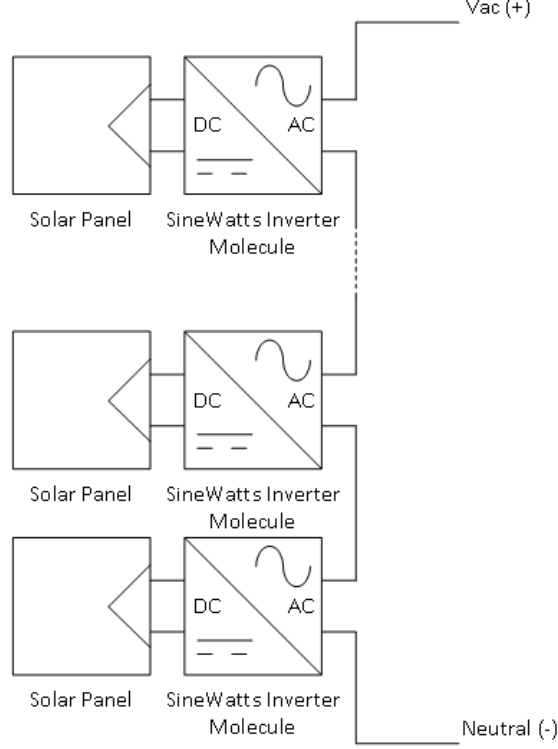 Vac (+)
DC
AC
Solar Panel
SineWatts Inverter
Molecule
DC
AC
Solar Panel
SineWatts Inverter
Molecule
DC
AC
Solar Panel
SineWatts Inverter
Molecule
Neutral (-)